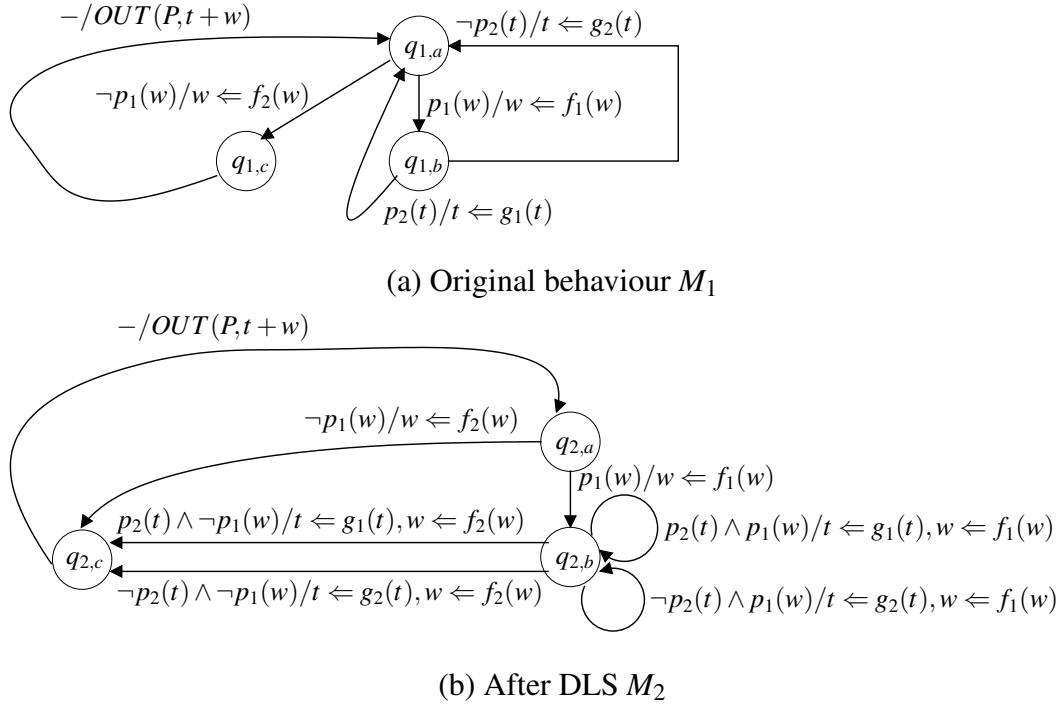 −/OUT(P,t+w)
¬p₂(t)/t ⇐ g₂(t)
q₁,ₐ
¬p₁(w)/w ⇐ f₂(w)
p₁(w)/w ⇐ f₁(w)
q₁,c
q₁,b
p₂(t)/t ⇐ g₁(t)
(a) Original behaviour M₁
−/OUT(P,t+w)
¬p₁(w)/w ⇐ f₂(w)
q₂,ₐ
p₁(w)/w ⇐ f₁(w)
p₂(t)∧¬p₁(w)/t ⇐ g₁(t),w ⇐ f₂(w)
p₂(t)∧p₁(w)/t ⇐ g₁(t),w ⇐ f₁(w)
q₂,c
q₂,b
¬p₂(t)∧¬p₁(w)/t ⇐ g₂(t),w ⇐ f₂(w)
¬p₂(t)∧p₁(w)/t ⇐ g₂(t),w ⇐ f₁(w)
(b) After DLS M₂